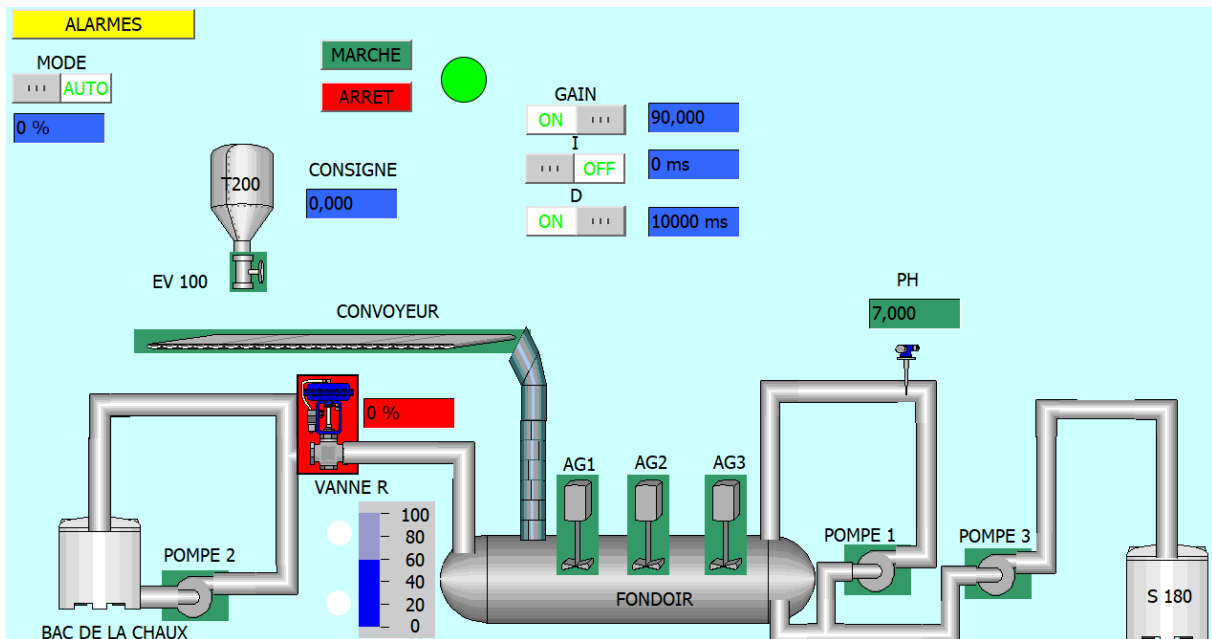 ALARMES
MODE
AUTO
0 %
MARCHE
ARRET
GAIN
ON
90,000
I
OFF
0 ms
D
ON
10000 ms
T200
CONSIGNE
0,000
EV 100
CONVOYEUR
PH
7,000
0 %
VANNE R
100
80
60
40
20
0
AG1
AG2
AG3
POMPE 1
POMPE 3
POMPE 2
FONDOIR
S 180
BAC DE LA CHAUX